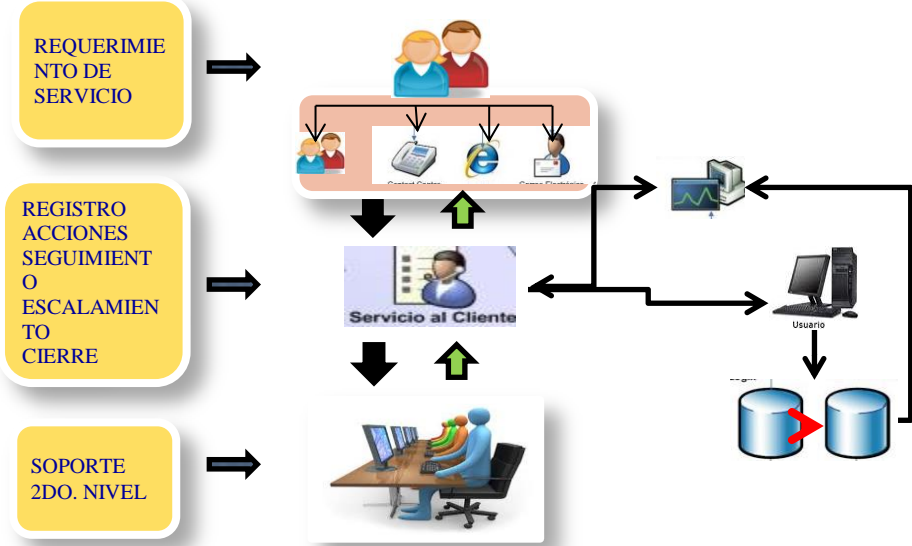 REQUERIMIE
NTO DE
SERVICIO
REGISTRO
ACCIONES
SEGUIMIENT
O
ESCALAMIEN
TO
CIERRE
Servicio al Cliente
Usuario
SOPORTE
2DO. NIVEL